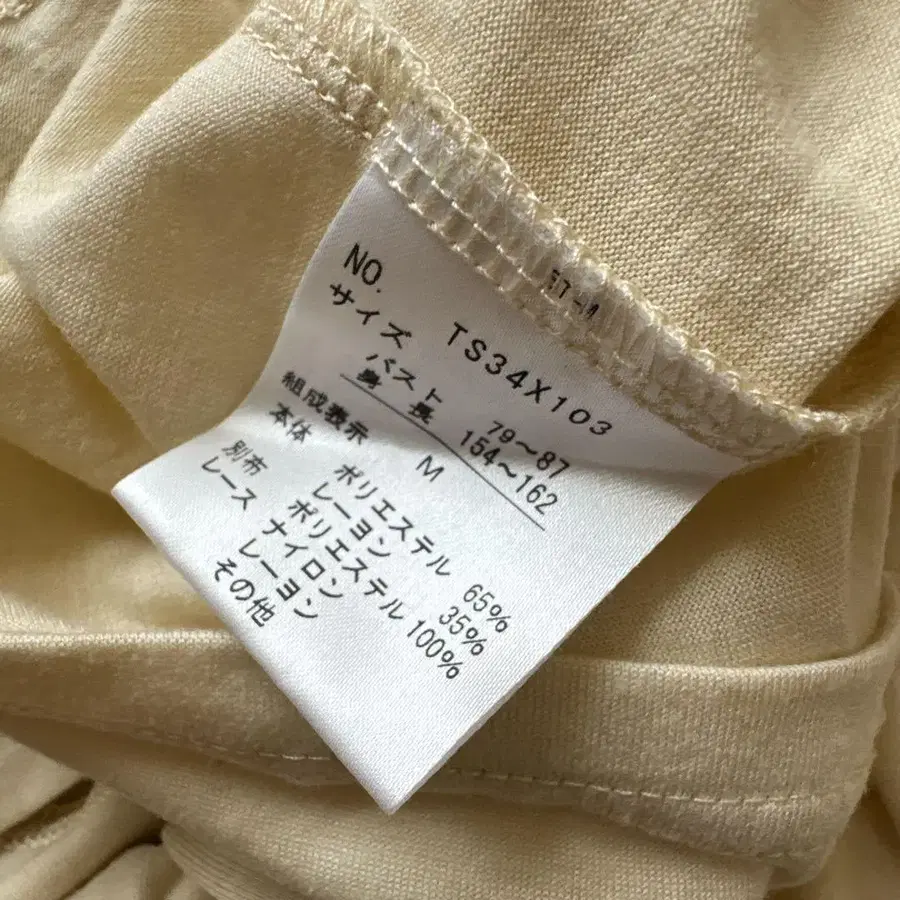 NO. TS34X103
サイズ
バスト 79～87
身長 154～162
M
組成表示
本体 ポリエステル 65%
レーヨン 35%
別布 ポリエステル 100%
レース ナイロン
レーヨン
その他